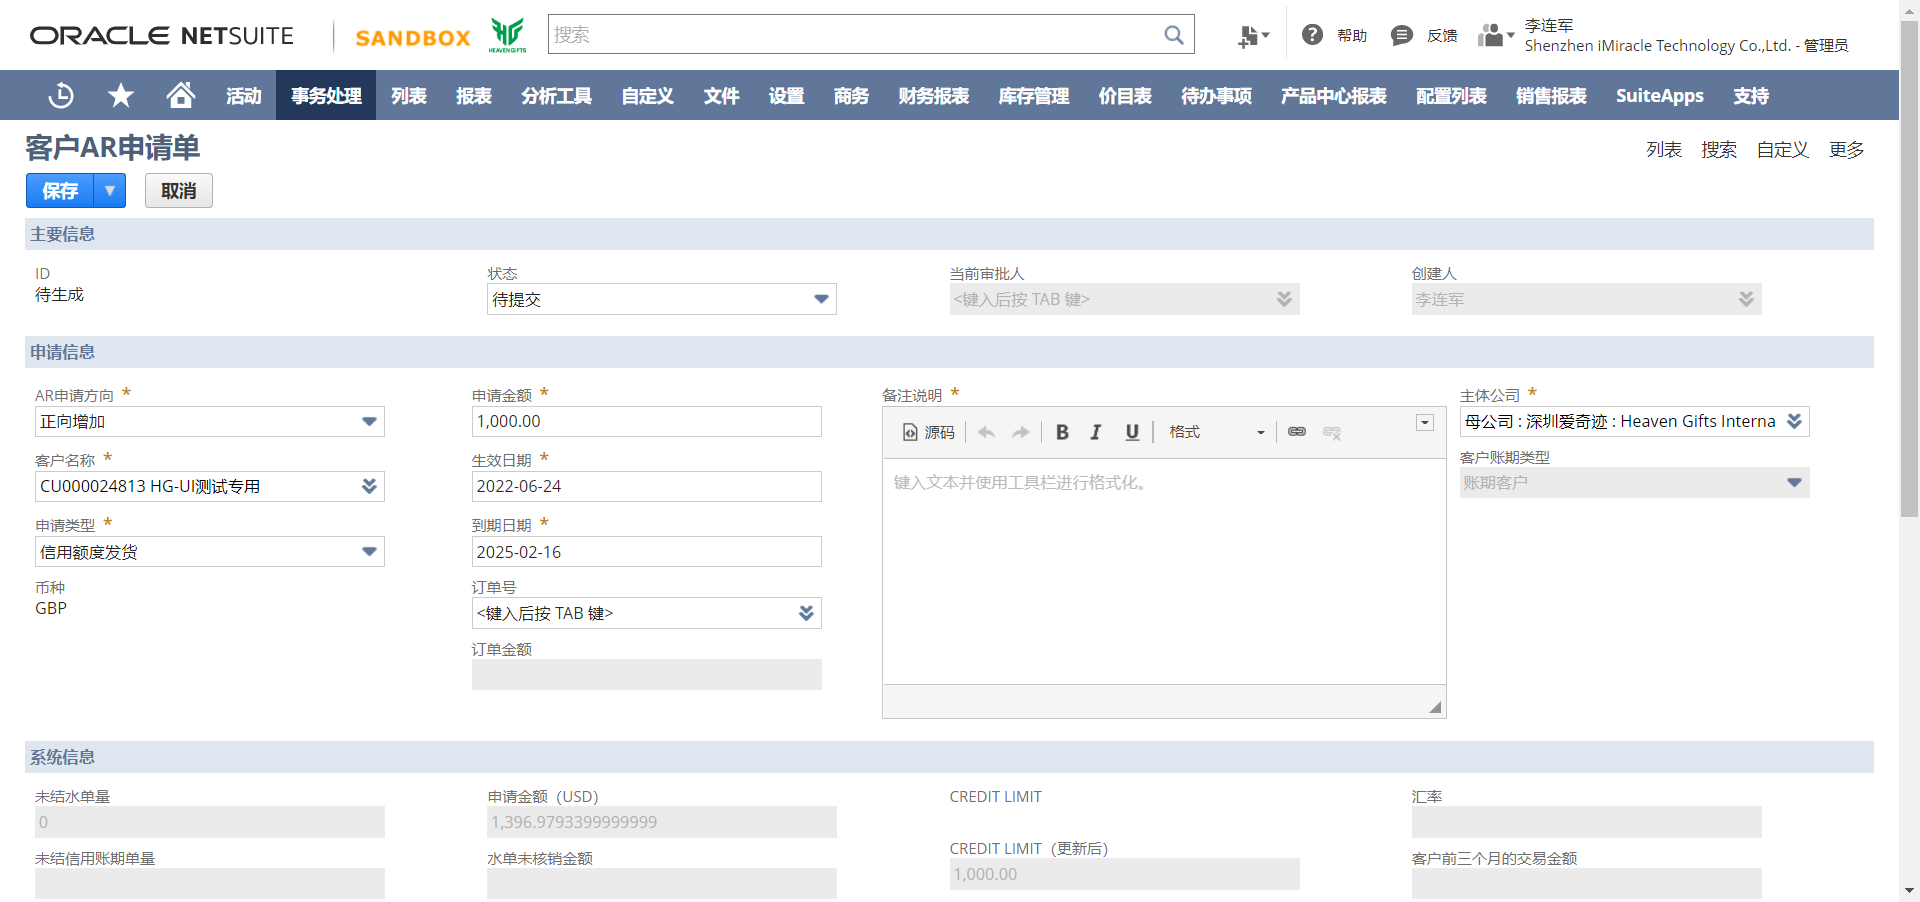 ORACLE NETSUITE
SANDBOX
HEAVEN GIFTS
搜索
帮助
反馈
李连军
Shenzhen iMiracle Technology Co.,Ltd. - 管理员
活动 事务处理 列表 报表 分析工具 自定义 文件 设置 商务 财务报表 库存管理 价目表 待办事项 产品中心报表 配置列表 销售报表 SuiteApps 支持
客户AR申请单
列表 搜索 自定义 更多
保存 取消
主要信息
ID
待生成
状态
待提交
当前审批人
<键入后按 TAB 键>
创建人
李连军
申请信息
AR申请方向 *
正向增加
客户名称 *
CU000024813 HG-UI测试专用
申请类型 *
信用额度发货
币种
GBP
申请金额 *
1,000.00
生效日期 *
2022-06-24
到期日期 *
2025-02-16
订单号
<键入后按 TAB 键>
订单金额
备注说明 *
源码 B I U 格式
键入文本并使用工具栏进行格式化。
主体公司 *
母公司 : 深圳爱奇迹 : Heaven Gifts Interna
客户账期类型
账期客户
系统信息
未结水单量
0
未结信用账期单量
申请金额（USD）
1,396.9793399999999
水单未核销金额
CREDIT LIMIT
CREDIT LIMIT（更新后）
1,000.00
汇率
客户前三个月的交易金额